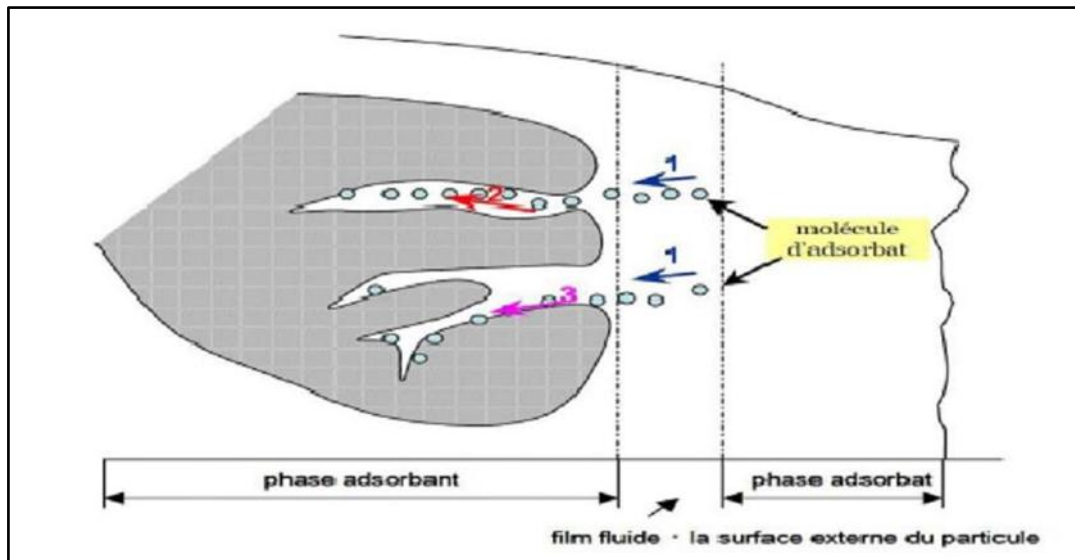 1
2
molécule
d'adsorbat
1
3
phase adsorbant
phase adsorbat
film fluide · la surface externe du particule